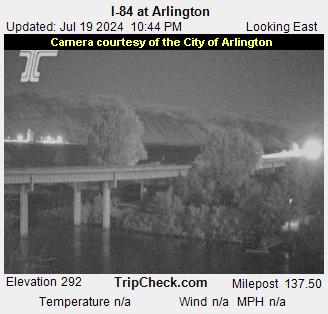 I-84 at Arlington
Updated: Jul 19 2024 10:44 PM Looking East
Camera courtesy of the City of Arlington
Elevation 292 TripCheck.com Milepost 137.50
Temperature n/a Wind n/a MPH n/a